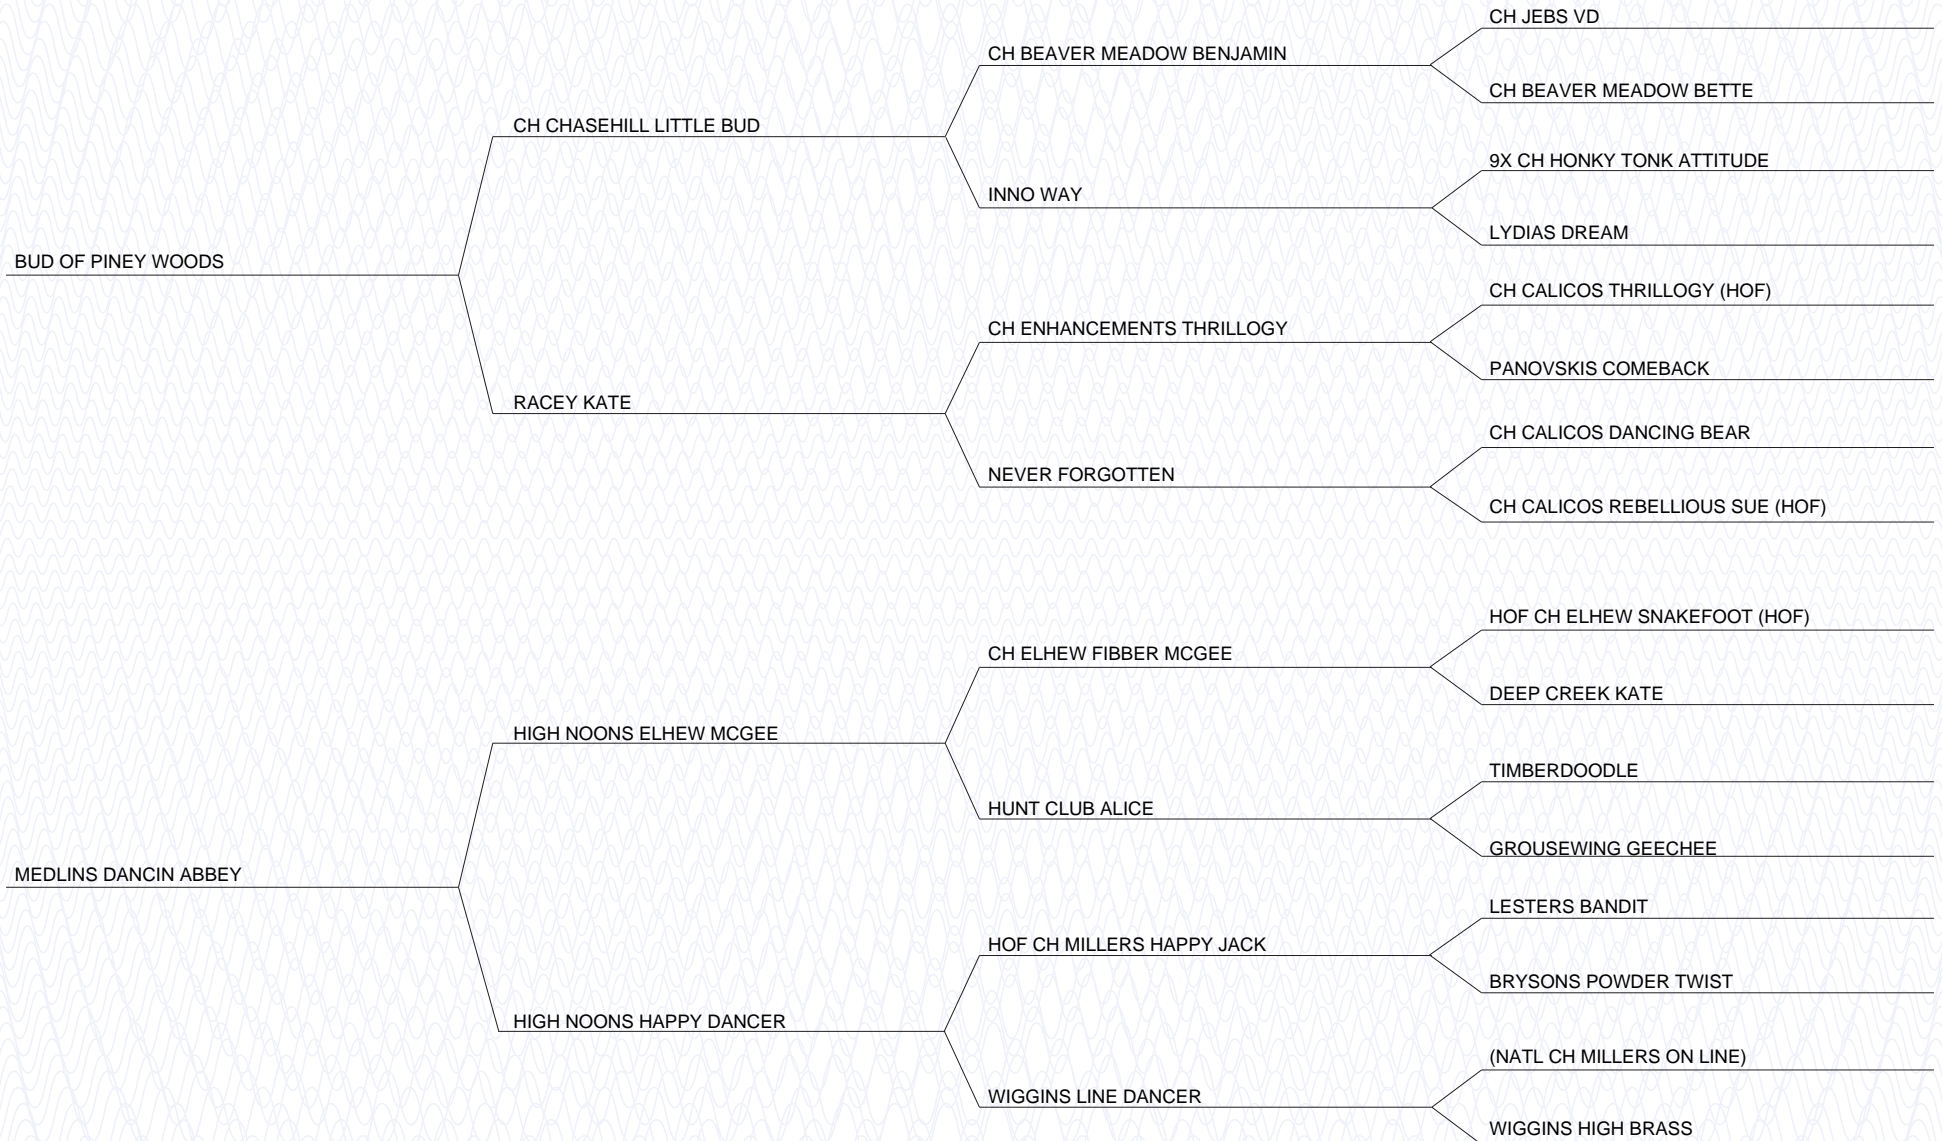 CH JEBS VD
CH BEAVER MEADOW BENJAMIN
CH BEAVER MEADOW BETTE
CH CHASEHILL LITTLE BUD
9X CH HONKY TONK ATTITUDE
INNO WAY
LYDIAS DREAM
BUD OF PINEY WOODS
CH CALICOS THRILLOGY (HOF)
CH ENHANCEMENTS THRILLOGY
PANOVSKIS COMEBACK
RACEY KATE
CH CALICOS DANCING BEAR
NEVER FORGOTTEN
CH CALICOS REBELLIOUS SUE (HOF)
HOF CH ELHEW SNAKEFOOT (HOF)
CH ELHEW FIBBER MCGEE
DEEP CREEK KATE
HIGH NOONS ELHEW MCGEE
TIMBERDOODLE
HUNT CLUB ALICE
GROUSEWING GEECHEE
MEDLINS DANCIN ABBEY
LESTERS BANDIT
HOF CH MILLERS HAPPY JACK
BRYSONS POWDER TWIST
HIGH NOONS HAPPY DANCER
(NATL CH MILLERS ON LINE)
WIGGINS LINE DANCER
WIGGINS HIGH BRASS